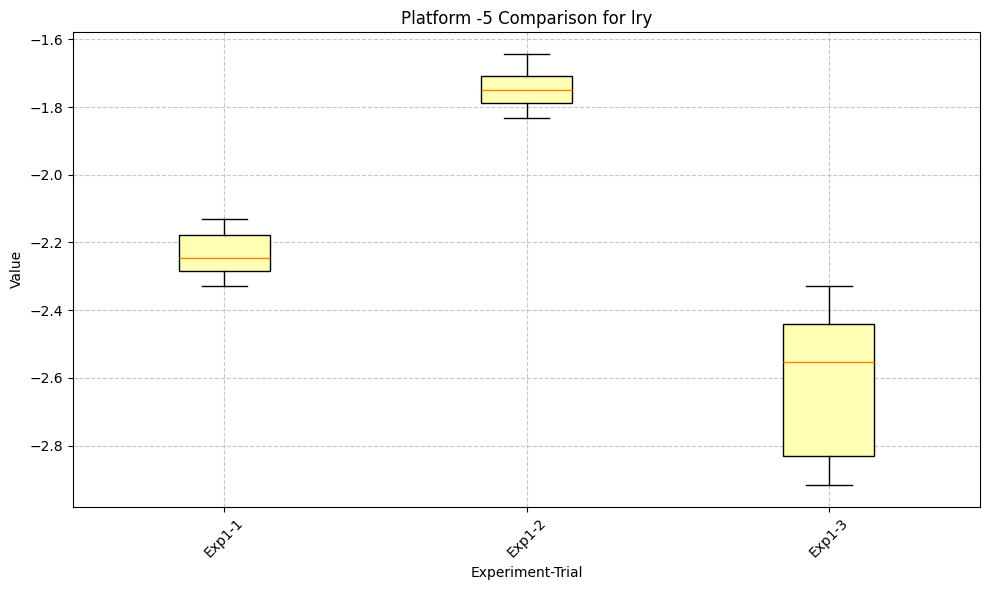 Platform -5 Comparison for lry
Value
−1.6
−1.8
−2.0
−2.2
−2.4
−2.6
−2.8
Exp1-1
Exp1-2
Exp1-3
Experiment-Trial